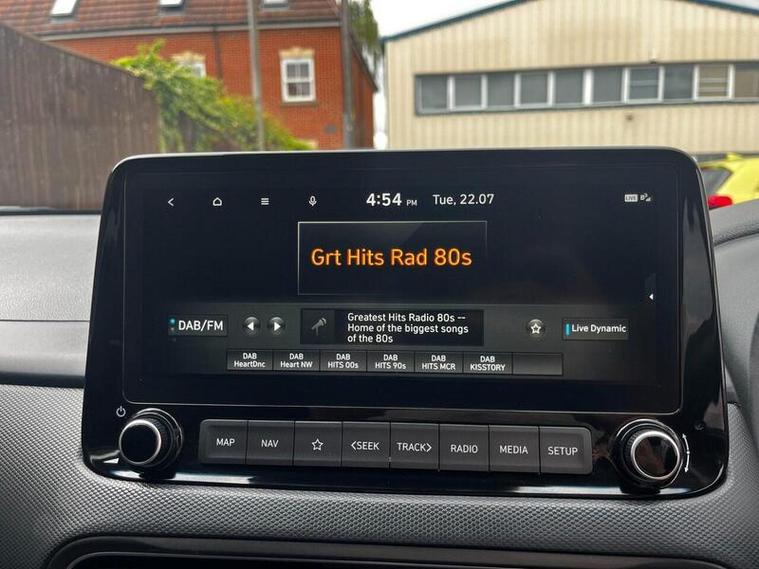 4:54 PM Tue, 22.07
LIVE
Grt Hits Rad 80s
DAB/FM
Greatest Hits Radio 80s --
Home of the biggest songs
of the 80s
Live Dynamic
DAB
HeartDnc
DAB
Heart NW
DAB
HITS 00s
DAB
HITS 90s
DAB
HITS MCR
DAB
KISSTORY
MAP
NAV
<SEEK
TRACK>
RADIO
MEDIA
SETUP